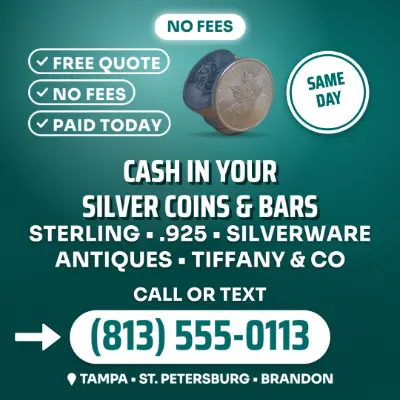 NO FEES
FREE QUOTE
NO FEES
PAID TODAY
SAME
DAY
CASH IN YOUR
SILVER COINS & BARS
STERLING ▪ .925 ▪ SILVERWARE
ANTIQUES ▪ TIFFANY & CO
CALL OR TEXT
(813) 555-0113
TAMPA ▪ ST. PETERSBURG ▪ BRANDON